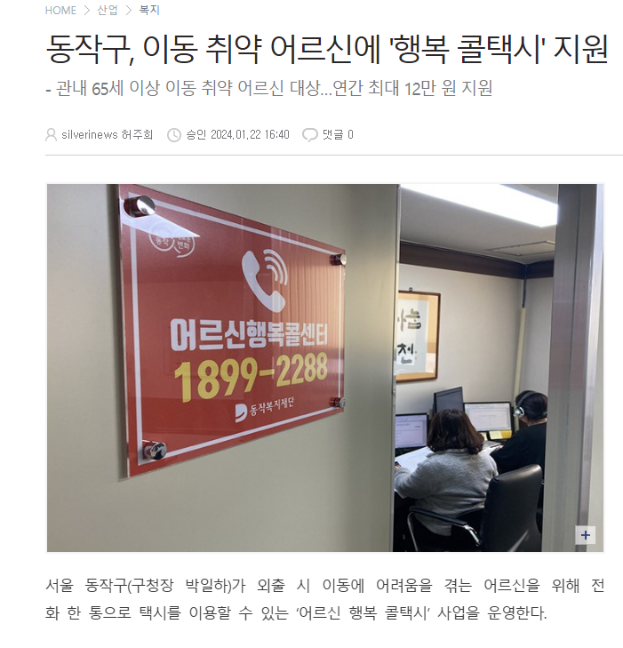 HOME > 산업 > 복지
동작구, 이동 취약 어르신에 '행복 콜택시' 지원
- 관내 65세 이상 이동 취약 어르신 대상...연간 최대 12만 원 지원
silverinews 허주희 승인 2024.01.22 16:40 댓글 0
동작
변화
어르신행복콜센터
1899-2288
동작복지재단
서울 동작구(구청장 박일하)가 외출 시 이동에 어려움을 겪는 어르신을 위해 전
화 한 통으로 택시를 이용할 수 있는 '어르신 행복 콜택시' 사업을 운영한다.